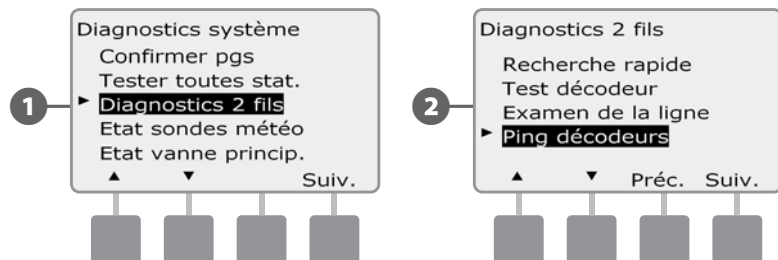 Diagnostics système
Confirmer pgs
Tester toutes stat.
1
► Diagnostics 2 fils
Etat sondes météo
Etat vanne princip.
▲ ▼ Suiv.
Diagnostics 2 fils
Recherche rapide
Test décodeur
2
Examen de la ligne
► Ping décodeurs
▲ ▼ Préc. Suiv.